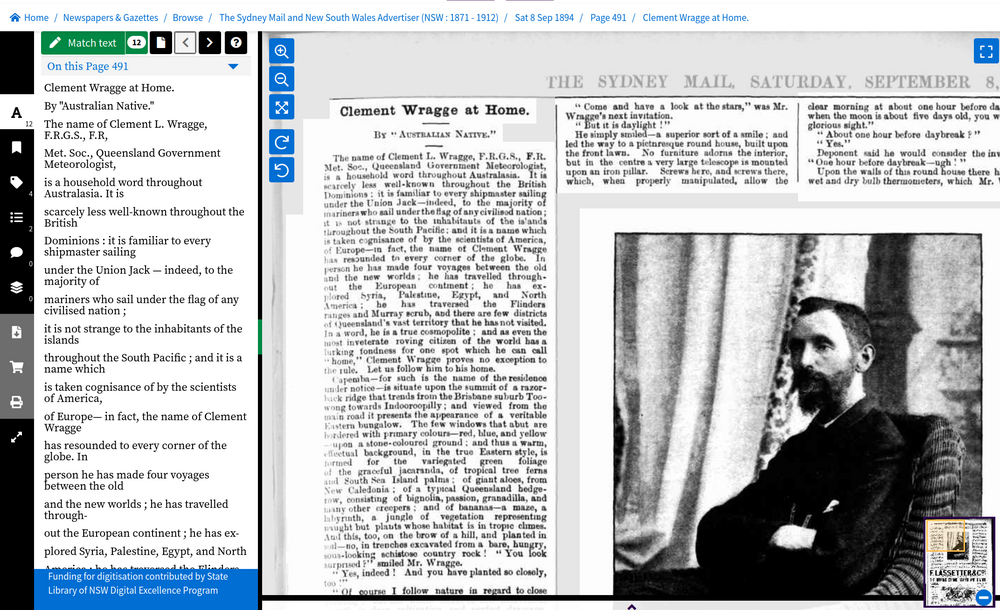 Home / Newspapers & Gazettes / Browse / The Sydney Mail and New South Wales Advertiser (NSW : 1871 - 1912) / Sat 8 Sep 1894 / Page 491 / Clement Wragge at Home.
Match text 12
On this Page 491
Clement Wragge at Home.
By "Australian Native."
The name of Clement L. Wragge,
F.R.G.S., F.R,
Met. Soc., Queensland Government
Meteorologist,
is a household word throughout
Australasia. It is
scarcely less well-known throughout the
British
Dominions : it is familiar to every
shipmaster sailing
under the Union Jack — indeed, to the
majority of
mariners who sail under the flag of any
civilised nation ;
it is not strange to the inhabitants of the
islands
throughout the South Pacific ; and it is a
name which
is taken cognisance of by the scientists
of America,
of Europe— in fact, the name of Clement
Wragge
has resounded to every corner of the
globe. In
person he has made four voyages
between the old
and the new worlds ; he has travelled
through-
out the European continent ; he has ex-
plored Syria, Palestine, Egypt, and North
America ; he has traversed the Flinders
Funding for digitisation contributed by State
Library of NSW Digital Excellence Program
A
12
4
2
0
0
THE SYDNEY MAIL, SATURDAY, SEPTEMBER 8,
Clement Wragge at Home.
BY "AUSTRALIAN NATIVE."
The name of Clement L. Wragge, F.R.G.S., F.R.
Met. Soc., Queensland Government Meteorologist,
is a household word throughout Australasia. It is
scarcely less well-known throughout the British
Dominions ; it is familiar to every shipmaster sailing
under the Union Jack—indeed, to the majority of
mariners who sail under the flag of any civilised nation ;
it is not strange to the inhabitants of the islands
throughout the South Pacific ; and it is a name which
is taken cognisance of by the scientists of America,
of Europe—in fact, the name of Clement Wragge
has resounded to every corner of the globe. In
person he has made four voyages between the old
and the new worlds ; he has travelled through-
out the European continent ; he has ex-
plored Syria, Palestine, Egypt, and North
America ; he has traversed the Flinders
ranges and Murray scrub, and there are few districts
of Queensland's vast territory that he has not visited.
In a word, he is a true cosmopolite ; and as even the
most inveterate roving citizen of the world has a
lurking fondness for one spot which he can call
"home," Clement Wragge proves no exception to
the rule. Let us follow him to his home.
Capemba—for such is the name of the residence
under notice—is situate upon the summit of a razor-
back ridge that trends from the Brisbane suburb Too-
wong towards Indooroopilly ; and viewed from the
main road it presents the appearance of a veritable
Eastern bungalow. The few windows that abut are
bordered with primary colours—red, blue, and yellow
—upon a stone-coloured ground ; and thus a warm,
effectual background, in the true Eastern style, is
formed for the variegated green foliage
of the graceful jacaranda, of tropical tree ferns
and South Sea Island palms ; of giant aloes, from
New Caledonia ; of a typical Queensland hedge-
row, consisting of bignolia, passion, granadilla, and
many other creepers ; and of bananas—a maze, a
labyrinth, a jungle of vegetation representing
naught but plants whose habitat is in tropic climes.
And this, too, on the brow of a hill, and planted in
soil—no, in trenches excavated from a bare, hungry,
sour-looking schistose country rock ! "You look
surprised ?" smiled Mr. Wragge.
"Yes, indeed ! And you have planted so closely,
too."
"Of course I follow nature in regard to close
"Come and have a look at the stars," was Mr.
Wragge's next invitation.
"But it is daylight !"
He simply smiled—a superior sort of a smile ; and
led the way to a picturesque round house, built upon
the front lawn. No furniture adorns the interior,
but in the centre a very large telescope is mounted
upon an iron pillar. Screws here, and screws there,
which, when properly manipulated, allow the
clear morning at about one hour before da
when the moon is about five days old, you w
glorious sight."
"About one hour before daybreak ?"
"Yes."
Deponent said he would consider the inv
"One hour before daybreak—ugh !"
Upon the walls of this round house h
wet and dry bulb thermometers, which Mr.
F. LASSETTER & CO